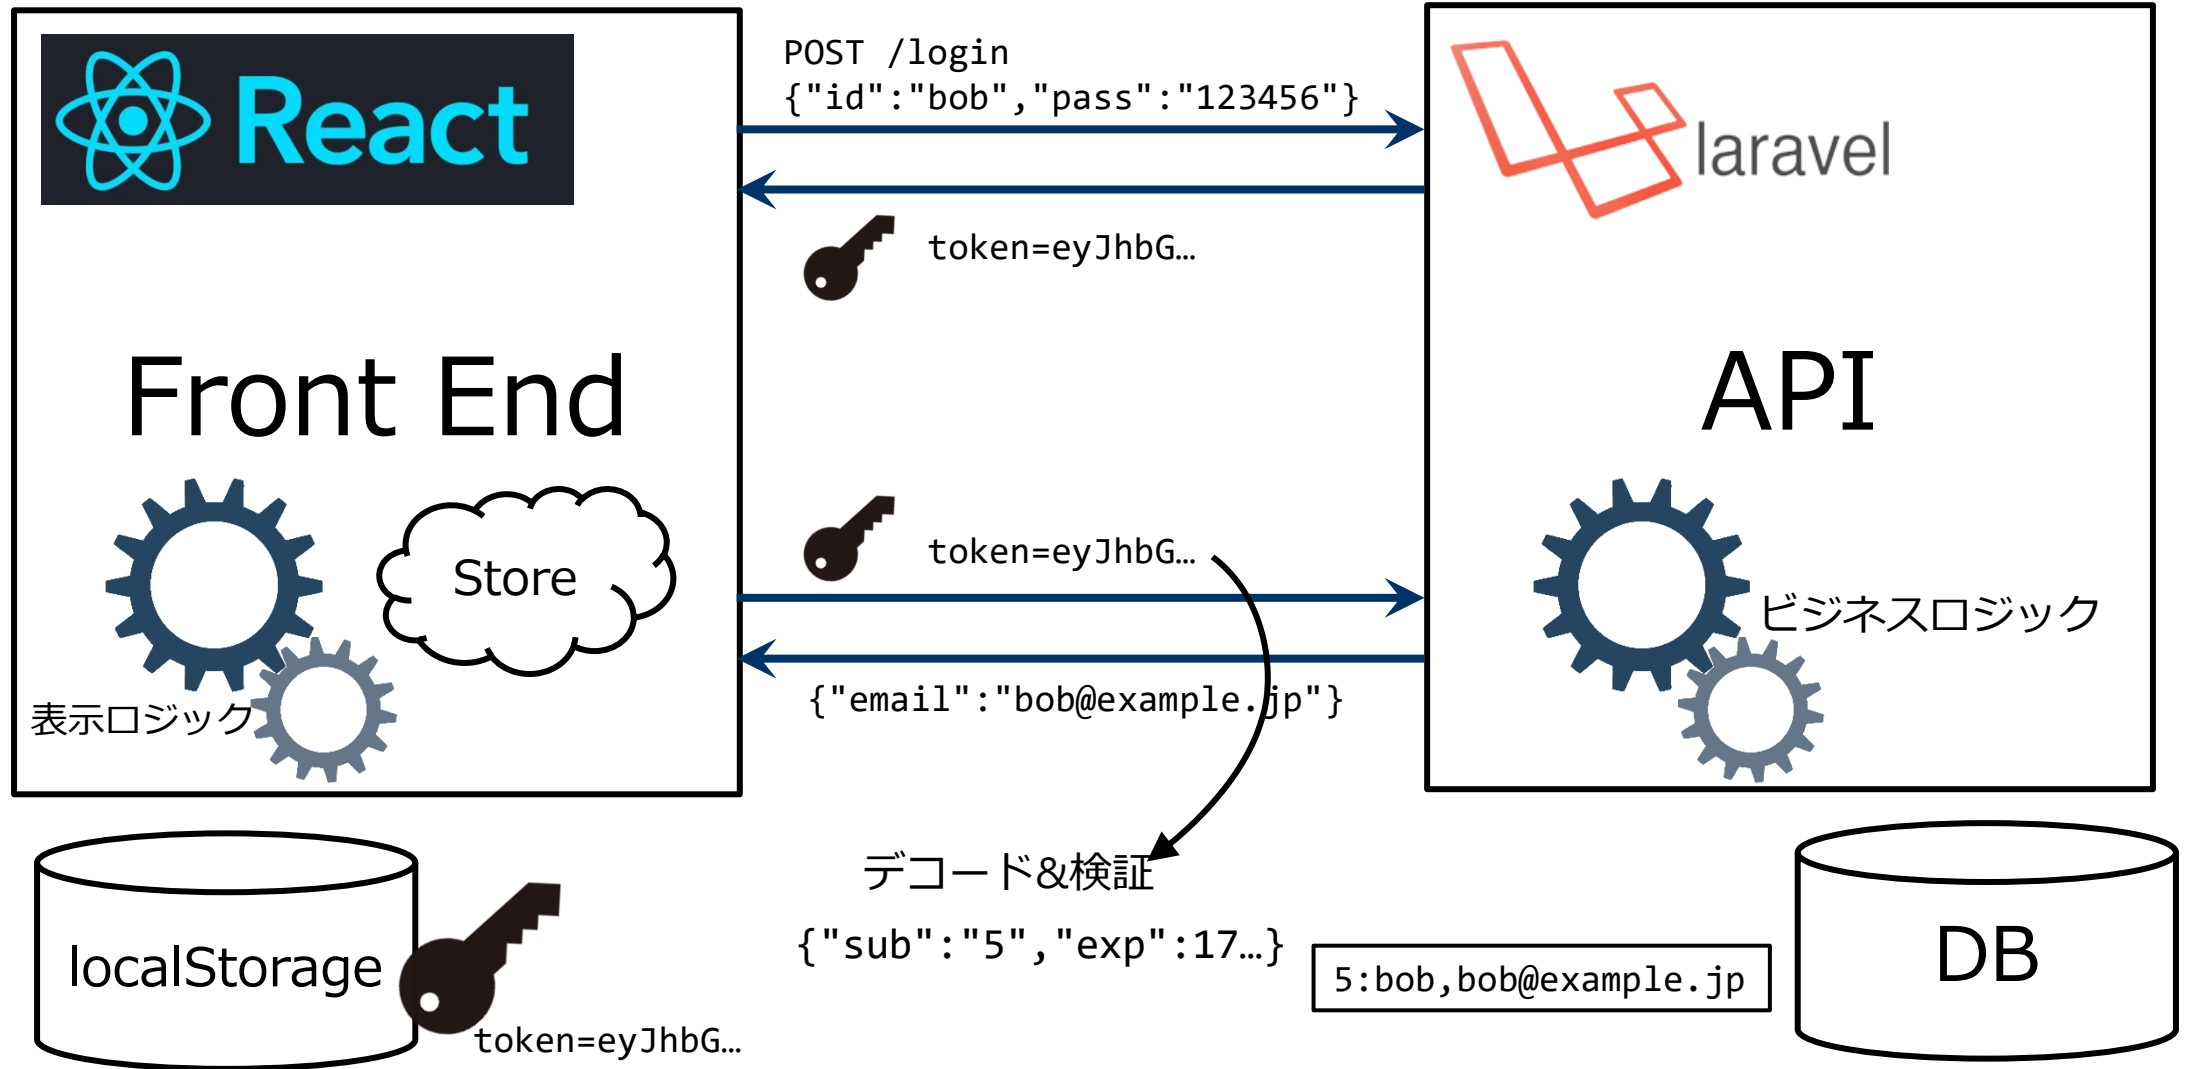 React
Front End
Store
表示ロジック
POST /login
{"id":"bob","pass":"123456"}
token=eyJhbG…
token=eyJhbG…
{"email":"bob@example.jp"}
デコード&検証
{"sub":"5","exp":17…}
laravel
API
ビジネスロジック
localStorage
token=eyJhbG…
5:bob,bob@example.jp
DB